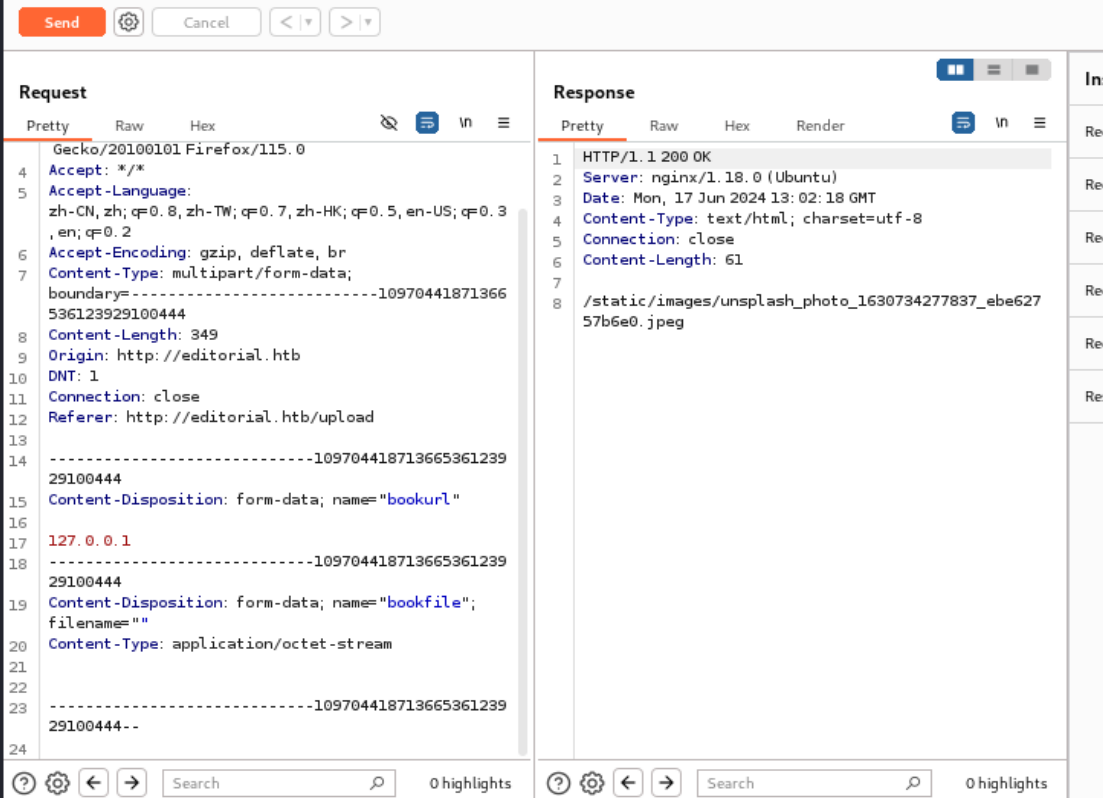 Send
Cancel
< | ▼
> | ▼
Request
Response
In
Pretty Raw Hex
\n
Pretty Raw Hex Render
\n
Gecko/20100101 Firefox/115.0
4 Accept: */*
5 Accept-Language:
zh-CN,zh;q=0.8,zh-TW;q=0.7,zh-HK;q=0.5,en-US;q=0.3
,en;q=0.2
6 Accept-Encoding: gzip, deflate, br
7 Content-Type: multipart/form-data;
boundary=---------------------------10970441871366
536123929100444
8 Content-Length: 349
9 Origin: http://editorial.htb
10 DNT: 1
11 Connection: close
12 Referer: http://editorial.htb/upload
13
14 -----------------------------109704418713665361239
29100444
15 Content-Disposition: form-data; name="bookurl"
16
17 127.0.0.1
18 -----------------------------109704418713665361239
29100444
19 Content-Disposition: form-data; name="bookfile";
filename=""
20 Content-Type: application/octet-stream
21
22
23 -----------------------------109704418713665361239
29100444--
24
1 HTTP/1.1 200 OK
2 Server: nginx/1.18.0 (Ubuntu)
3 Date: Mon, 17 Jun 2024 13:02:18 GMT
4 Content-Type: text/html; charset=utf-8
5 Connection: close
6 Content-Length: 61
7
8 /static/images/unsplash_photo_1630734277837_ebe627
57b6e0.jpeg
Re
Re
Re
Re
Re
Re
Search
0 highlights
Search
0 highlights